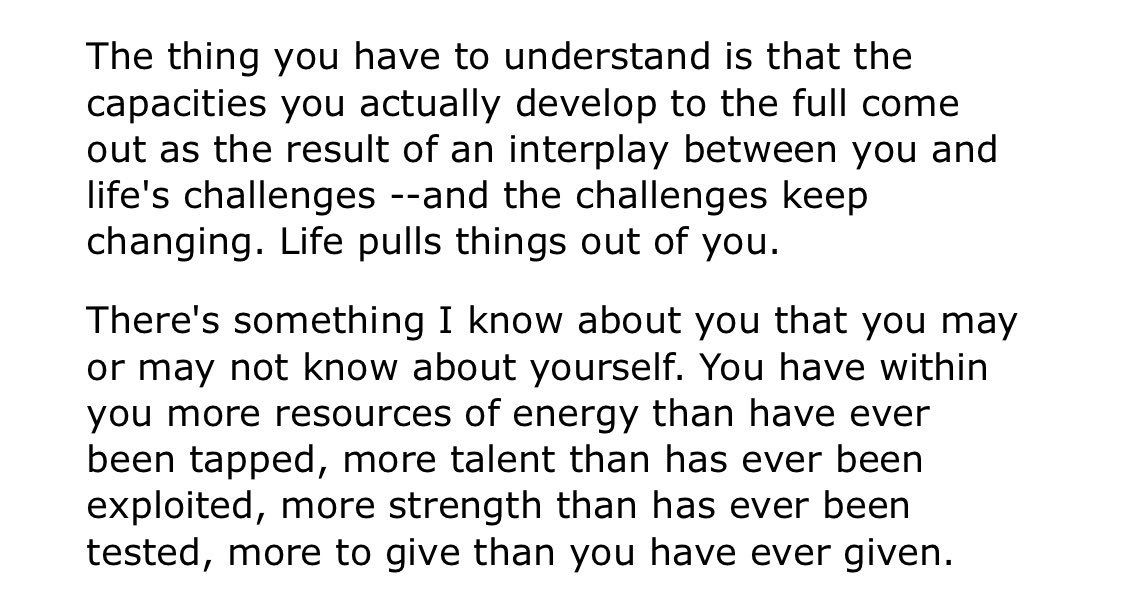 The thing you have to understand is that the
capacities you actually develop to the full come
out as the result of an interplay between you and
life's challenges --and the challenges keep
changing. Life pulls things out of you.
There's something I know about you that you may
or may not know about yourself. You have within
you more resources of energy than have ever
been tapped, more talent than has ever been
exploited, more strength than has ever been
tested, more to give than you have ever given.